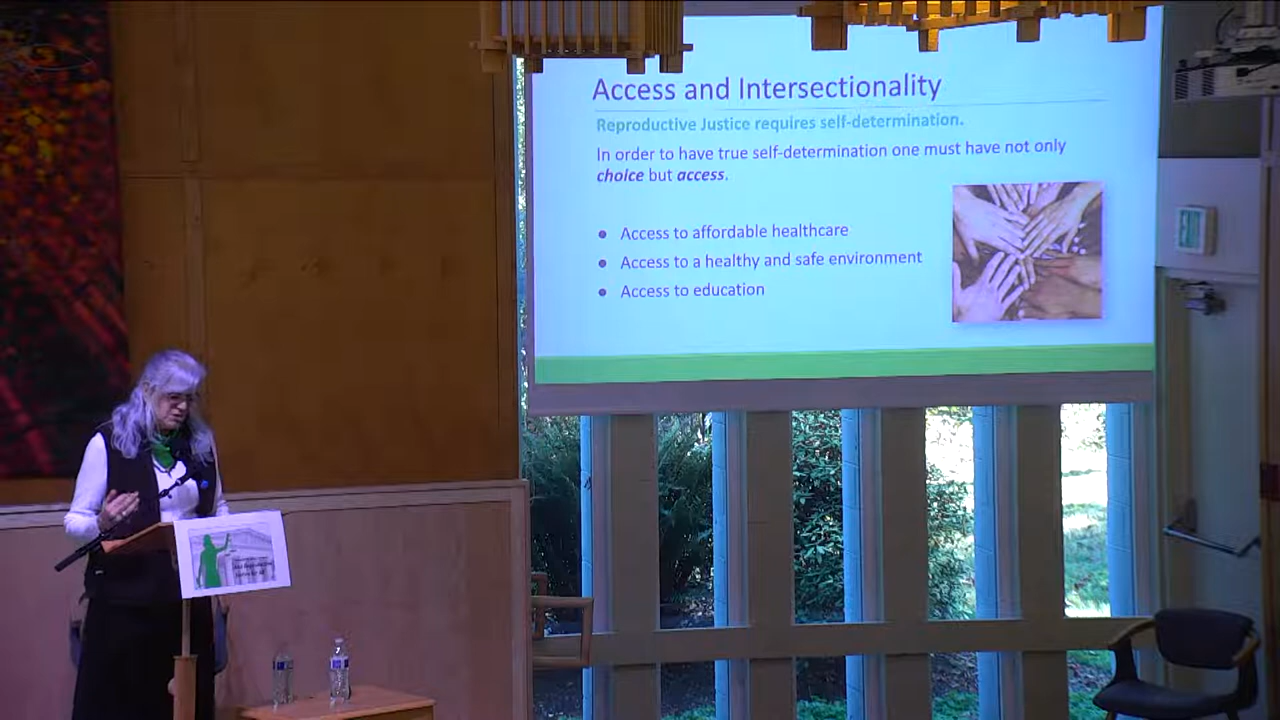 Access and Intersectionality
Reproductive Justice requires self-determination.
In order to have true self-determination one must have not only
choice but access.
Access to affordable healthcare
Access to a healthy and safe environment
Access to education